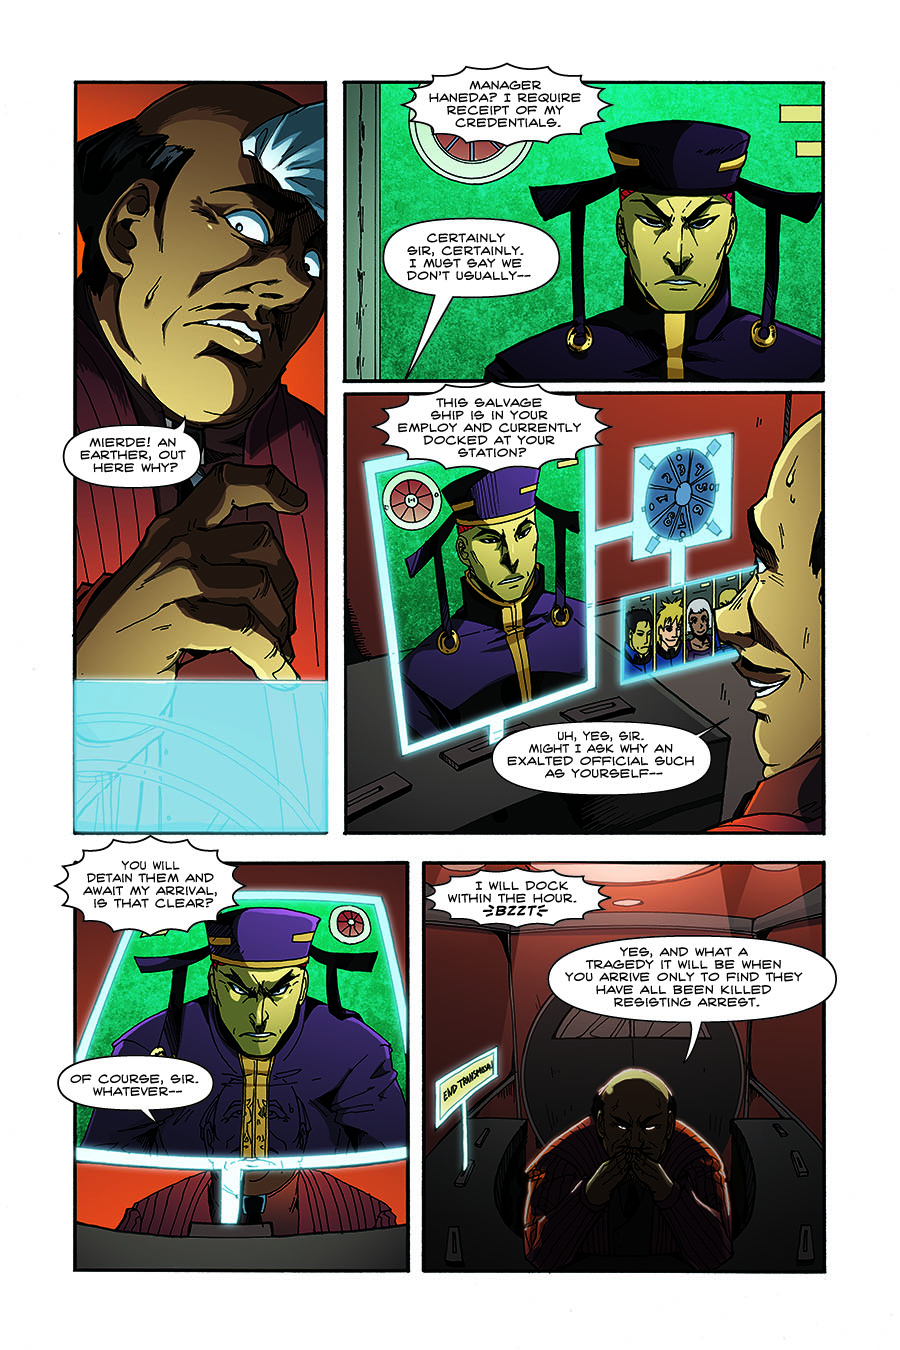 MIERDE! AN
EARTHER, OUT
HERE WHY?
MANAGER
HANEDA? I REQUIRE
RECEIPT OF MY
CREDENTIALS.
CERTAINLY
SIR, CERTAINLY.
I MUST SAY WE
DON'T USUALLY--
THIS SALVAGE
SHIP IS IN YOUR
EMPLOY AND CURRENTLY
DOCKED AT YOUR
STATION?
UH, YES, SIR.
MIGHT I ASK WHY AN
EXALTED OFFICIAL SUCH
AS YOURSELF--
YOU WILL
DETAIN THEM AND
AWAIT MY ARRIVAL,
IS THAT CLEAR?
OF COURSE, SIR.
WHATEVER--
I WILL DOCK
WITHIN THE HOUR.
BZZT
YES, AND WHAT A
TRAGEDY IT WILL BE WHEN
YOU ARRIVE ONLY TO FIND THEY
HAVE ALL BEEN KILLED
RESISTING ARREST.
END